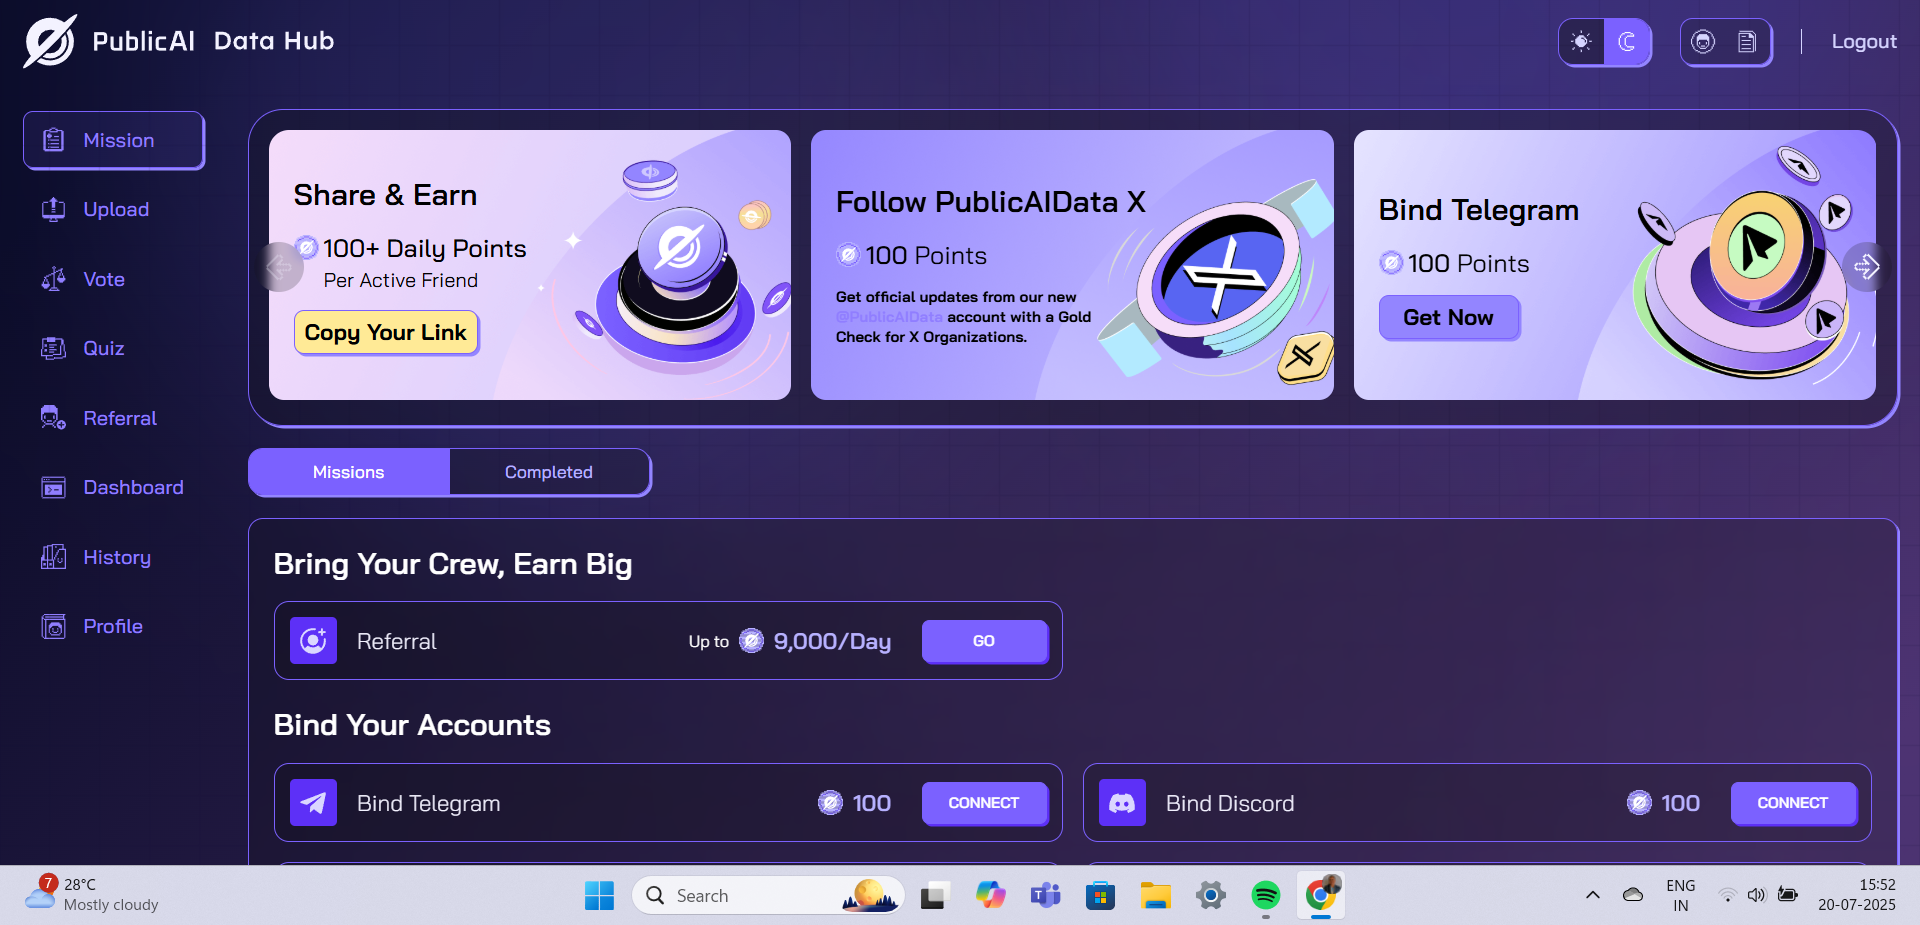 PublicAI Data Hub
Logout
Mission
Upload
Vote
Quiz
Referral
Dashboard
History
Profile
Share & Earn
100+ Daily Points
Per Active Friend
Copy Your Link
Follow PublicAIData X
100 Points
Get official updates from our new
@PublicAIData account with a Gold
Check for X Organizations.
Bind Telegram
100 Points
Get Now
Missions
Completed
Bring Your Crew, Earn Big
Referral
Up to 9,000/Day
GO
Bind Your Accounts
Bind Telegram
100
CONNECT
Bind Discord
100
CONNECT
7
28°C
Mostly cloudy
Search
ENG
IN
15:52
20-07-2025